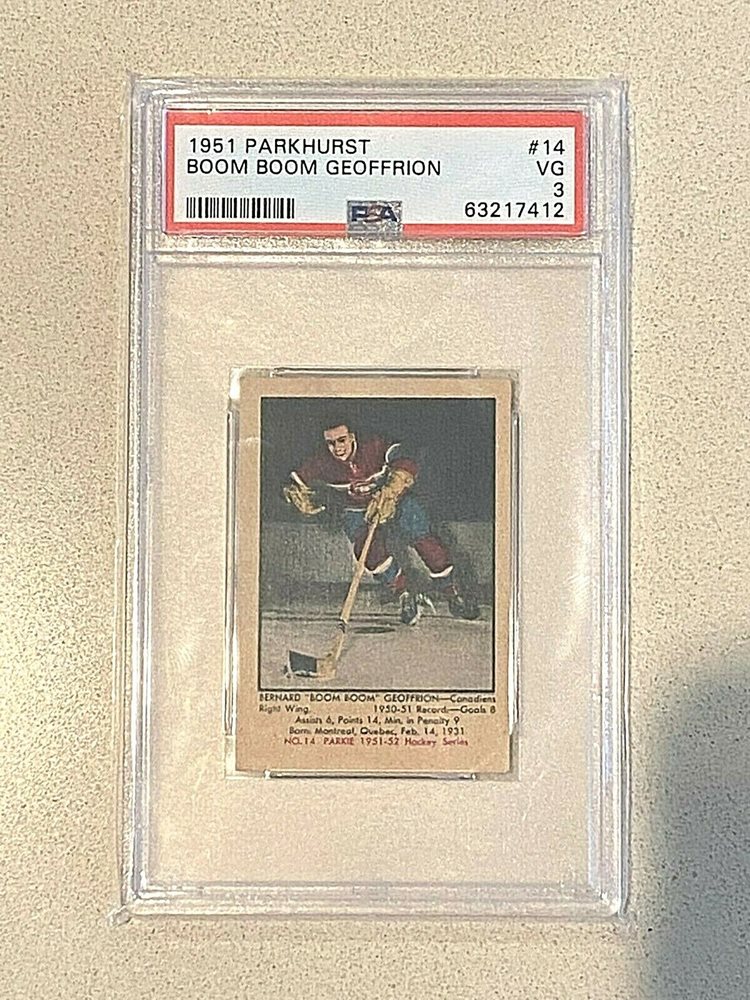 1951 PARKHURST #14
BOOM BOOM GEOFFRION VG
3
PSA 63217412
BERNARD "BOOM BOOM" GEOFFRION—Canadiens
Right Wing. 1950-51 Record:—Goals 8
Assists 6, Points 14, Min. in Penalty 9
Born: Montreal, Quebec, Feb. 14, 1931
NO. 14 PARKIE 1951-52 Hockey Series